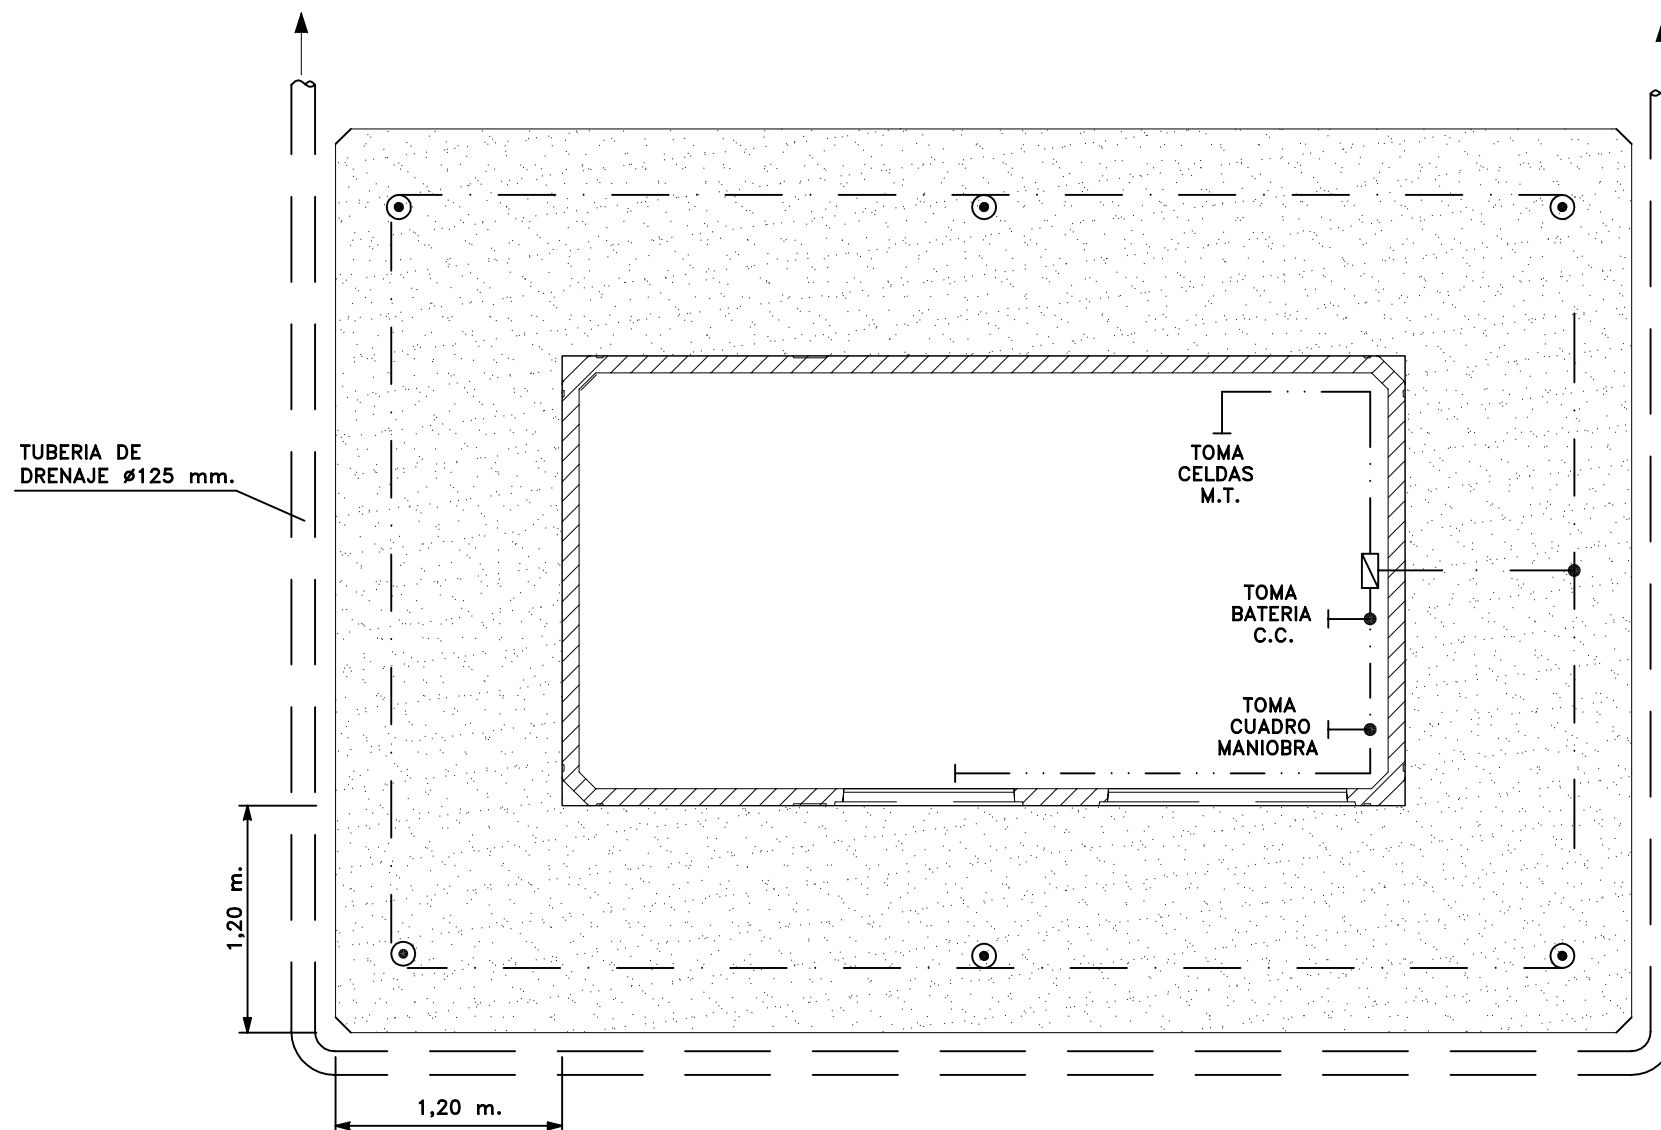 TUBERIA DE
DRENAJE ø125 mm.
TOMA
CELDAS
M.T.
TOMA
BATERIA
C.C.
TOMA
CUADRO
MANIOBRA
1,20 m.
1,20 m.